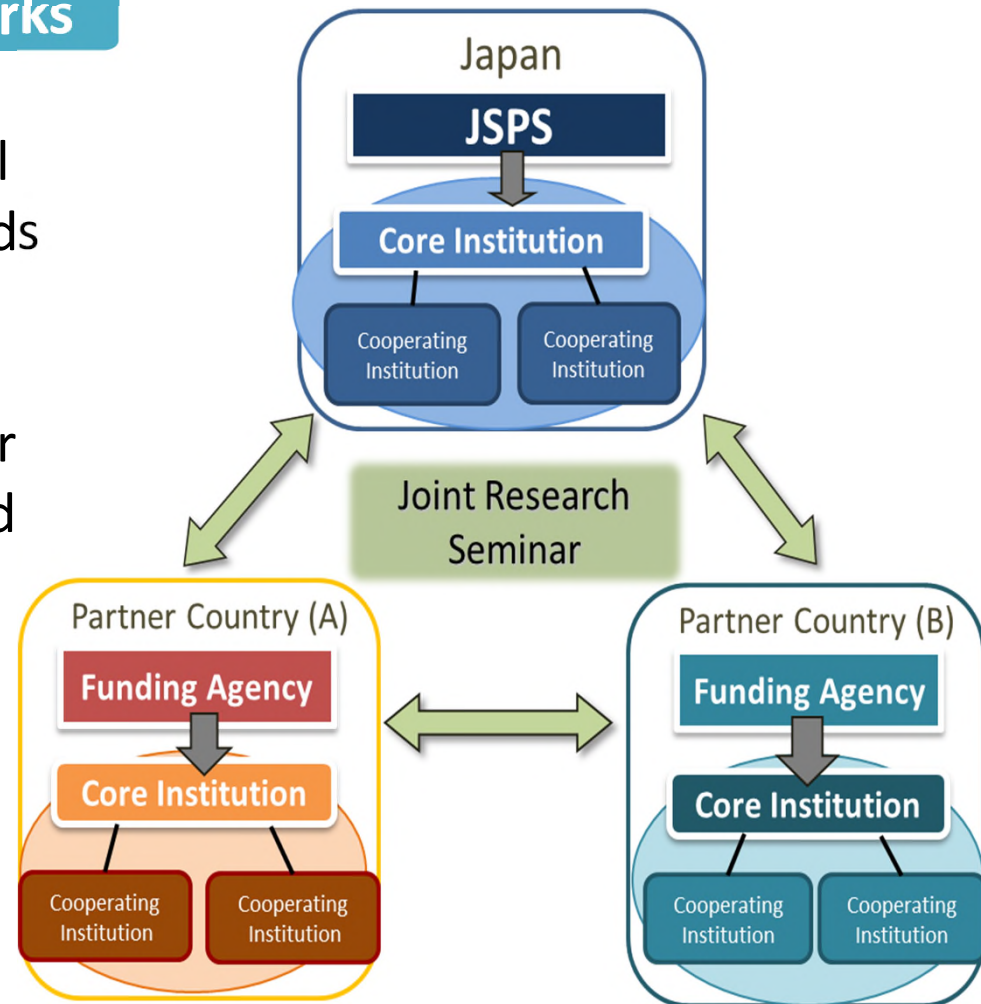 rks
l
ds
r
d
Japan
JSPS
Core Institution
Cooperating
Institution
Cooperating
Institution
Joint Research
Seminar
Partner Country (A)
Funding Agency
Core Institution
Cooperating
Institution
Cooperating
Institution
Partner Country (B)
Funding Agency
Core Institution
Cooperating
Institution
Cooperating
Institution